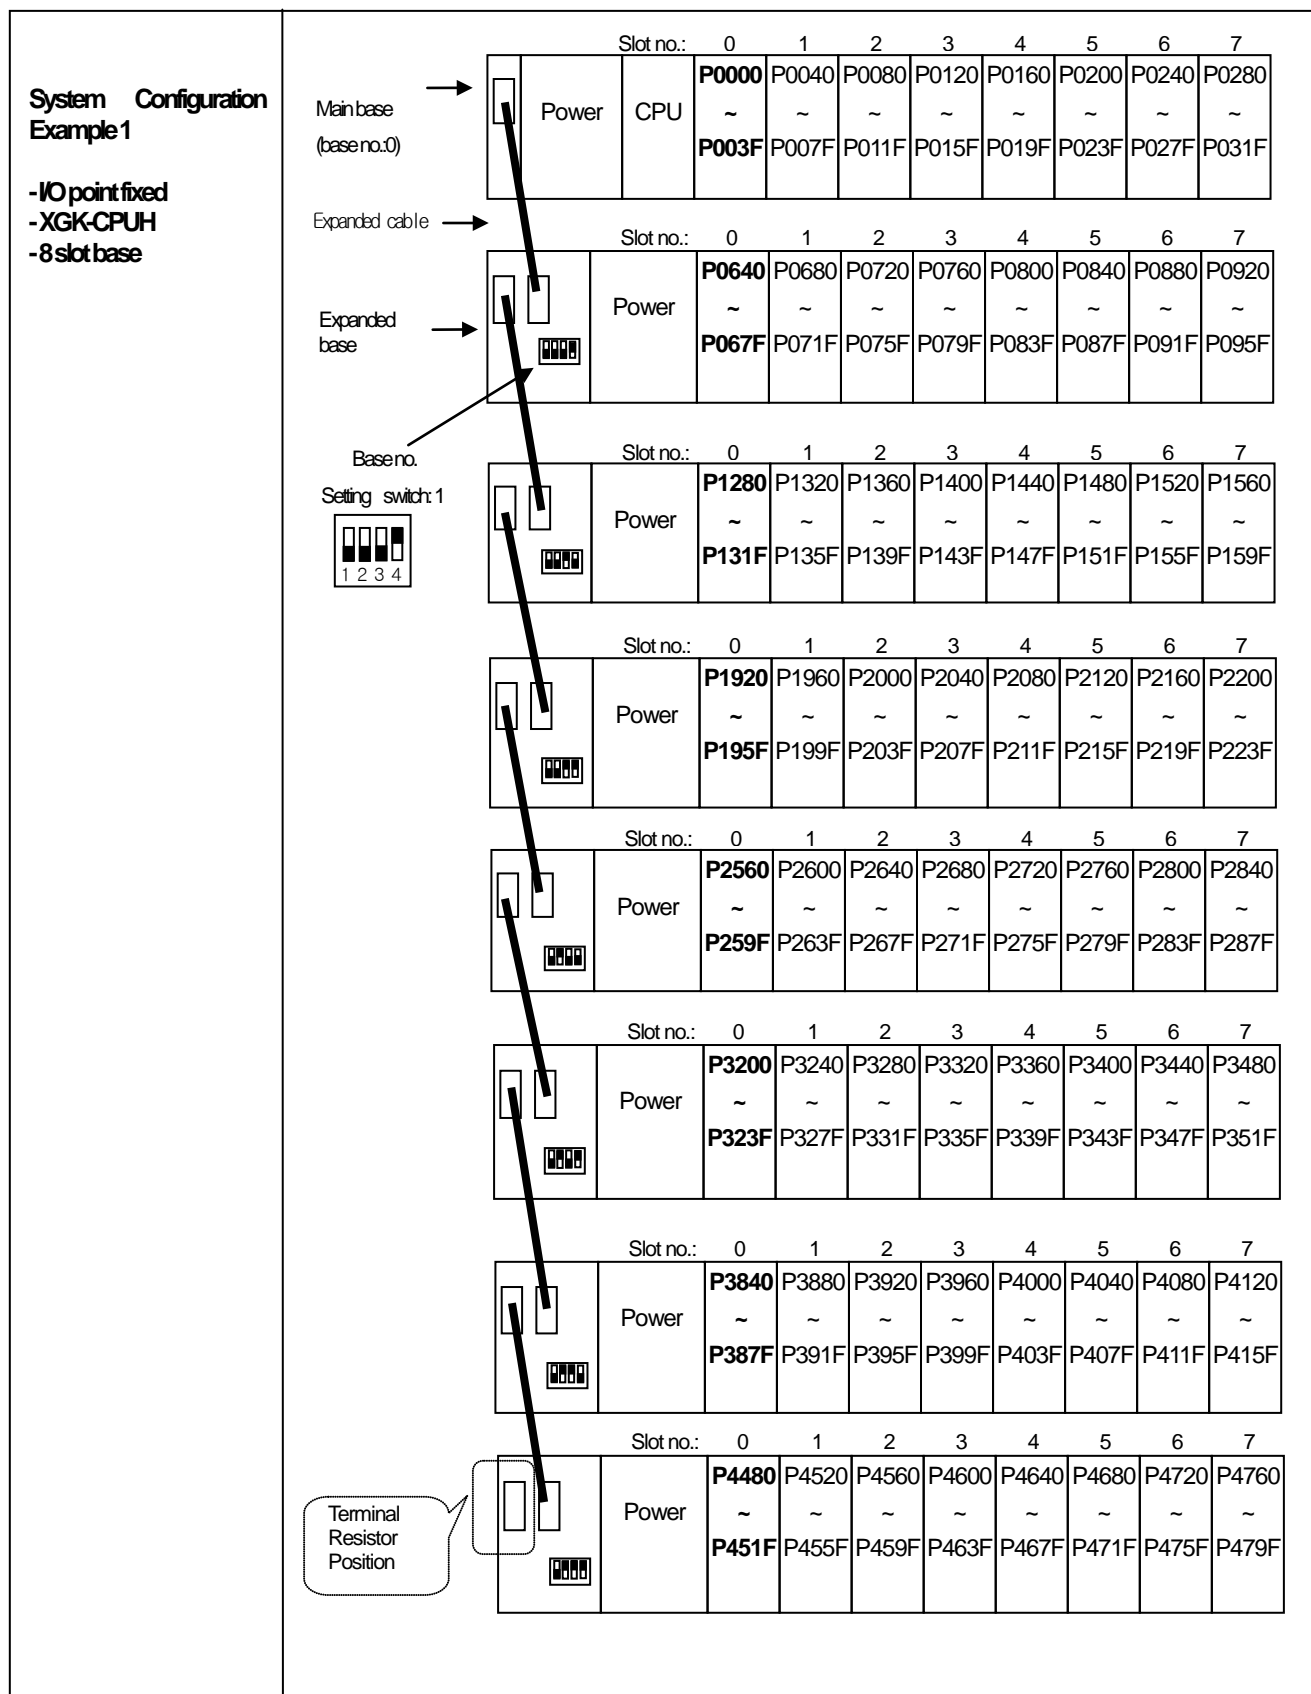 System Configuration
Example 1
- I/O point fixed
- XGK-CPUH
- 8 slot base
Slot no.: 0 1 2 3 4 5 6 7
Main base
(base no.:0)
Power CPU
P0000 P0040 P0080 P0120 P0160 P0200 P0240 P0280
~ ~ ~ ~ ~ ~ ~ ~
P003F P007F P011F P015F P019F P023F P027F P031F
Expanded cable
Slot no.: 0 1 2 3 4 5 6 7
Expanded
base
Power
P0640 P0680 P0720 P0760 P0800 P0840 P0880 P0920
~ ~ ~ ~ ~ ~ ~ ~
P067F P071F P075F P079F P083F P087F P091F P095F
Base no.
Setting switch: 1
1 2 3 4
Slot no.: 0 1 2 3 4 5 6 7
Power
P1280 P1320 P1360 P1400 P1440 P1480 P1520 P1560
~ ~ ~ ~ ~ ~ ~ ~
P131F P135F P139F P143F P147F P151F P155F P159F
Slot no.: 0 1 2 3 4 5 6 7
Power
P1920 P1960 P2000 P2040 P2080 P2120 P2160 P2200
~ ~ ~ ~ ~ ~ ~ ~
P195F P199F P203F P207F P211F P215F P219F P223F
Slot no.: 0 1 2 3 4 5 6 7
Power
P2560 P2600 P2640 P2680 P2720 P2760 P2800 P2840
~ ~ ~ ~ ~ ~ ~ ~
P259F P263F P267F P271F P275F P279F P283F P287F
Slot no.: 0 1 2 3 4 5 6 7
Power
P3200 P3240 P3280 P3320 P3360 P3400 P3440 P3480
~ ~ ~ ~ ~ ~ ~ ~
P323F P327F P331F P335F P339F P343F P347F P351F
Slot no.: 0 1 2 3 4 5 6 7
Power
P3840 P3880 P3920 P3960 P4000 P4040 P4080 P4120
~ ~ ~ ~ ~ ~ ~ ~
P387F P391F P395F P399F P403F P407F P411F P415F
Slot no.: 0 1 2 3 4 5 6 7
Terminal
Resistor
Position
Power
P4480 P4520 P4560 P4600 P4640 P4680 P4720 P4760
~ ~ ~ ~ ~ ~ ~ ~
P451F P455F P459F P463F P467F P471F P475F P479F